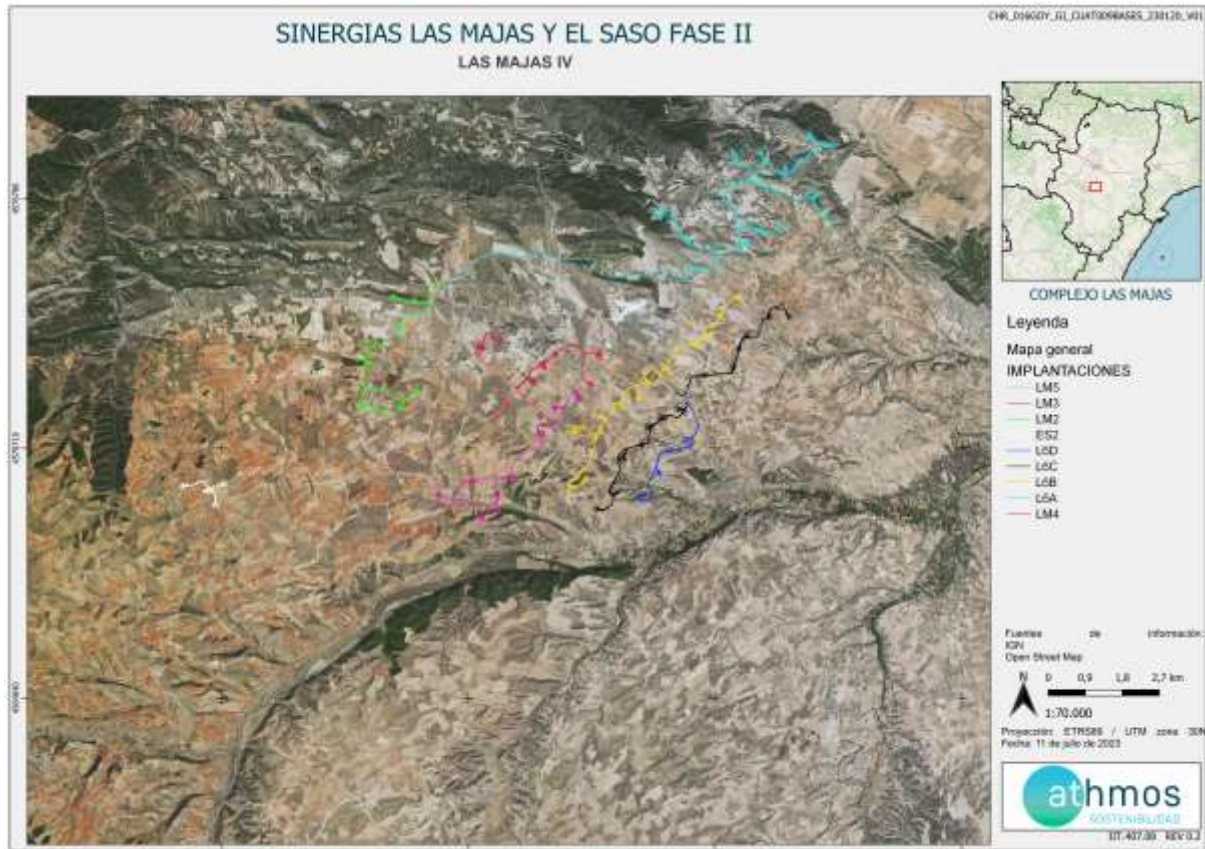 SINERGIAS LAS MAJAS Y EL SASO FASE II
LAS MAJAS IV
COMPLEJO LAS MAJAS
Leyenda
Mapa general
IMPLANTACIONES
LM5
LM3
LM2
ES2
L6D
L6C
L6B
L6A
LM4
Fuentes de información:
IGN
Open Street Map
N
0 0,9 1,8 2,7 km
1:70.000
Proyección: ETRS89 / UTM zona 30N
Fecha: 11 de julio de 2023
athmos
SOSTENIBILIDAD